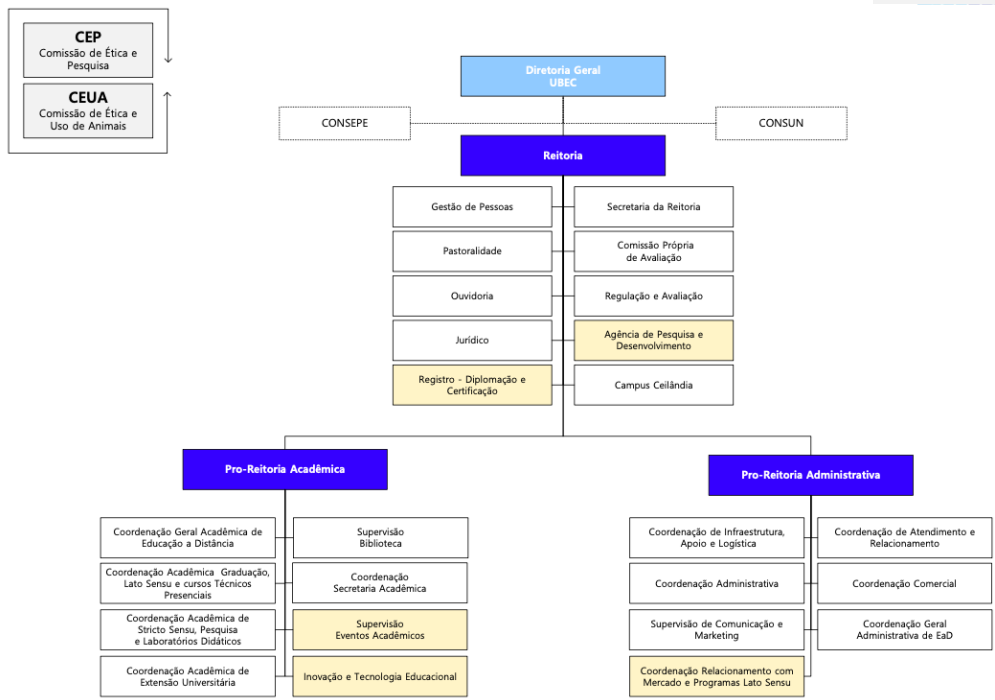 CEP
Comissão de Ética e
Pesquisa
CEUA
Comissão de Ética e
Uso de Animais
Diretoria Geral
UBEC
CONSEPE
CONSUN
Reitoria
Gestão de Pessoas
Secretaria da Reitoria
Pastoralidade
Comissão Própria
de Avaliação
Ouvidoria
Regulação e Avaliação
Jurídico
Agência de Pesquisa e
Desenvolvimento
Registro - Diplomação e
Certificação
Campus Ceilândia
Pro-Reitoria Acadêmica
Coordenação Geral Acadêmica de
Educação a Distância
Supervisão
Biblioteca
Coordenação Acadêmica Graduação,
Lato Sensu e cursos Técnicos
Presenciais
Coordenação
Secretaria Acadêmica
Coordenação Acadêmica de
Stricto Sensu, Pesquisa
e Laboratórios Didáticos
Supervisão
Eventos Acadêmicos
Coordenação Acadêmica de
Extensão Universitária
Inovação e Tecnologia Educacional
Pro-Reitoria Administrativa
Coordenação de Infraestrutura,
Apoio e Logística
Coordenação de Atendimento e
Relacionamento
Coordenação Administrativa
Coordenação Comercial
Supervisão de Comunicação e
Marketing
Coordenação Geral
Administrativa de EaD
Coordenação Relacionamento com
Mercado e Programas Lato Sensu